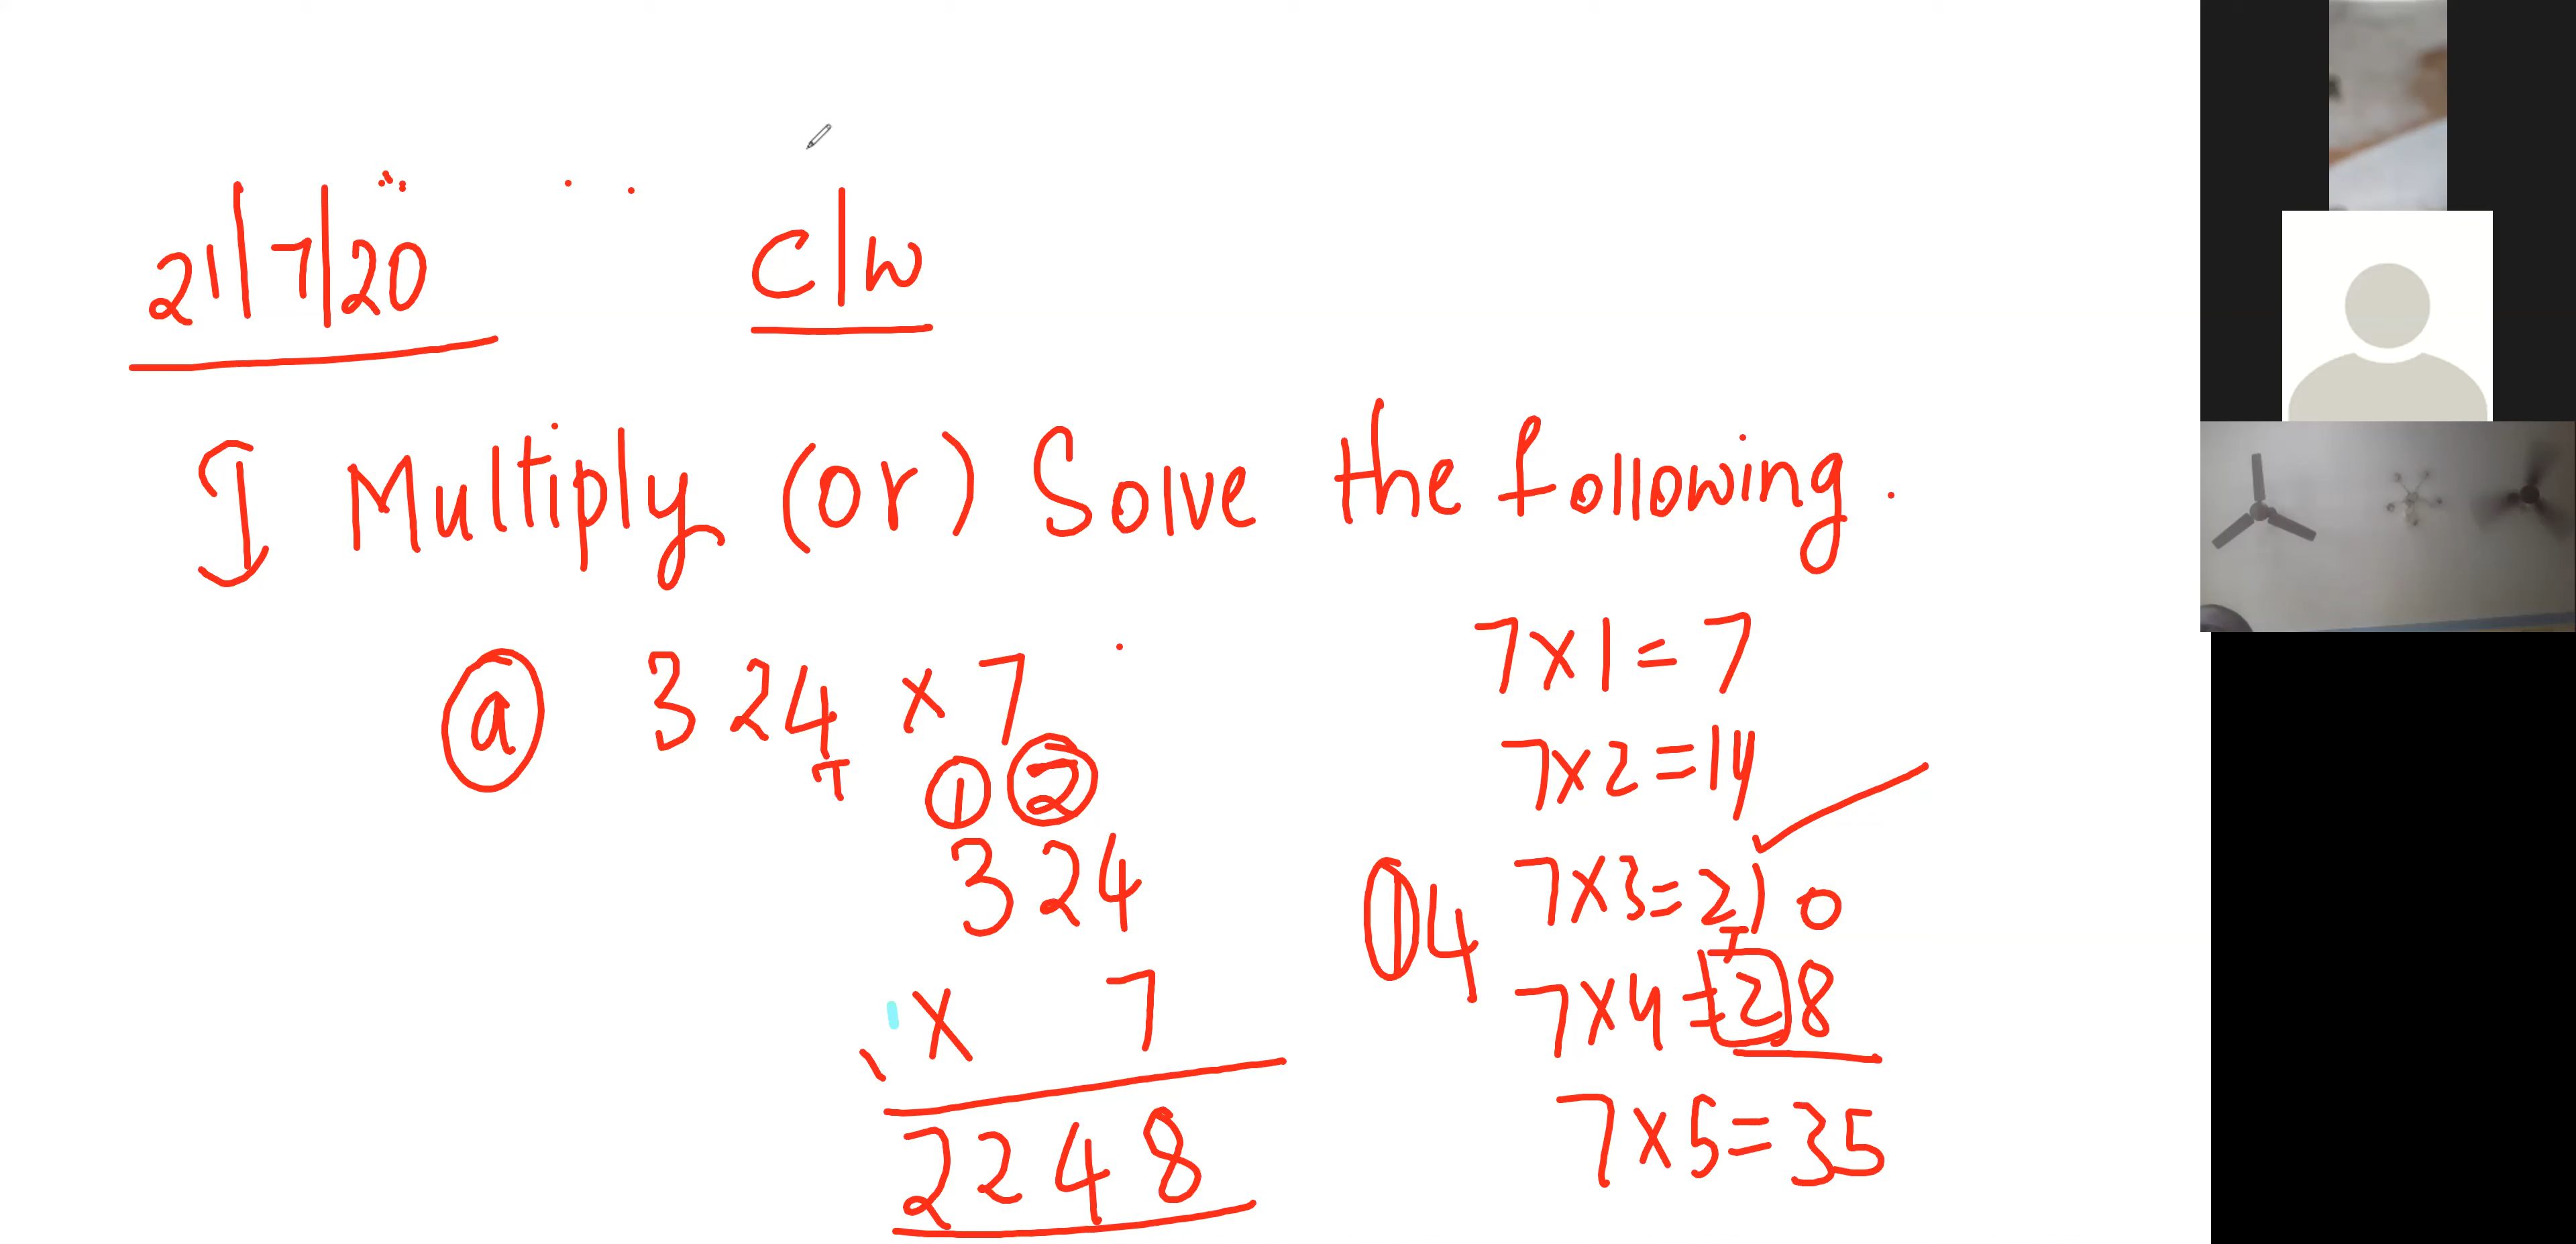 21/7/20 C/W
I Multiply (or) Solve the following.
a 324 x 7
1 2
324
x 7
2248
7x1=7
7x2=14
7x3=21 0
14
7x4=28
7x5=35